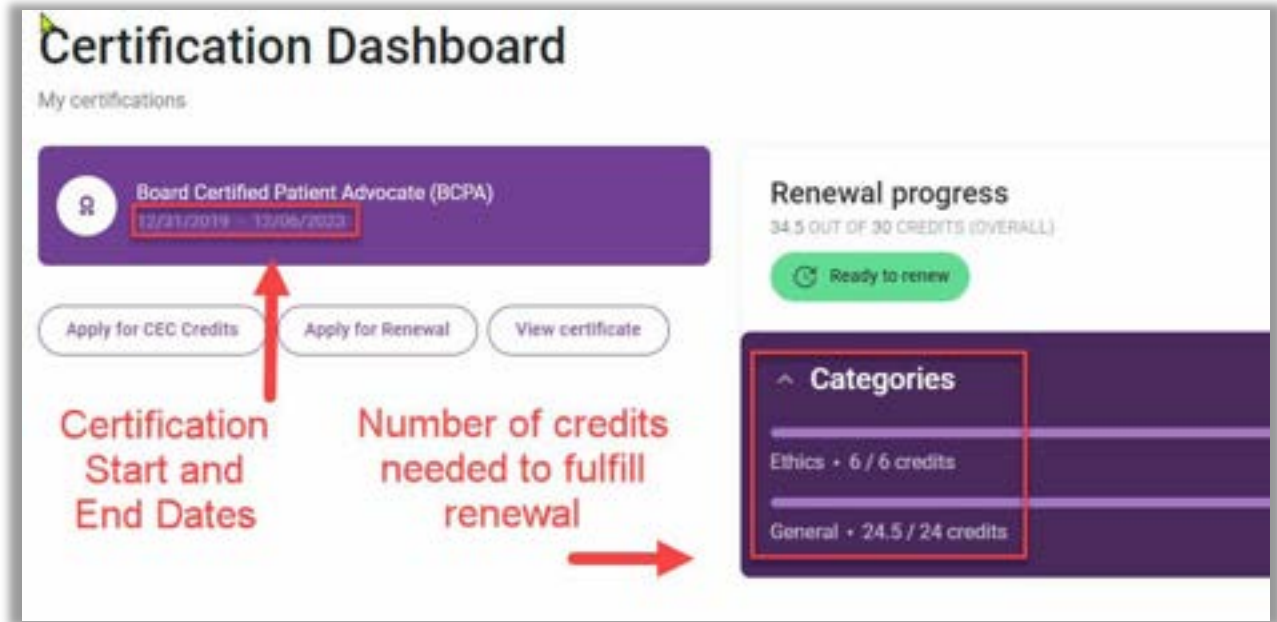 Certification Dashboard
My certifications
Board Certified Patient Advocate (BCPA)
12/31/2019 - 12/06/2023
Apply for CEC Credits
Apply for Renewal
View certificate
Certification
Start and
End Dates
Number of credits
needed to fulfill
renewal
Renewal progress
34.5 OUT OF 30 CREDITS (OVERALL)
Ready to renew
Categories
Ethics • 6 / 6 credits
General • 24.5 / 24 credits